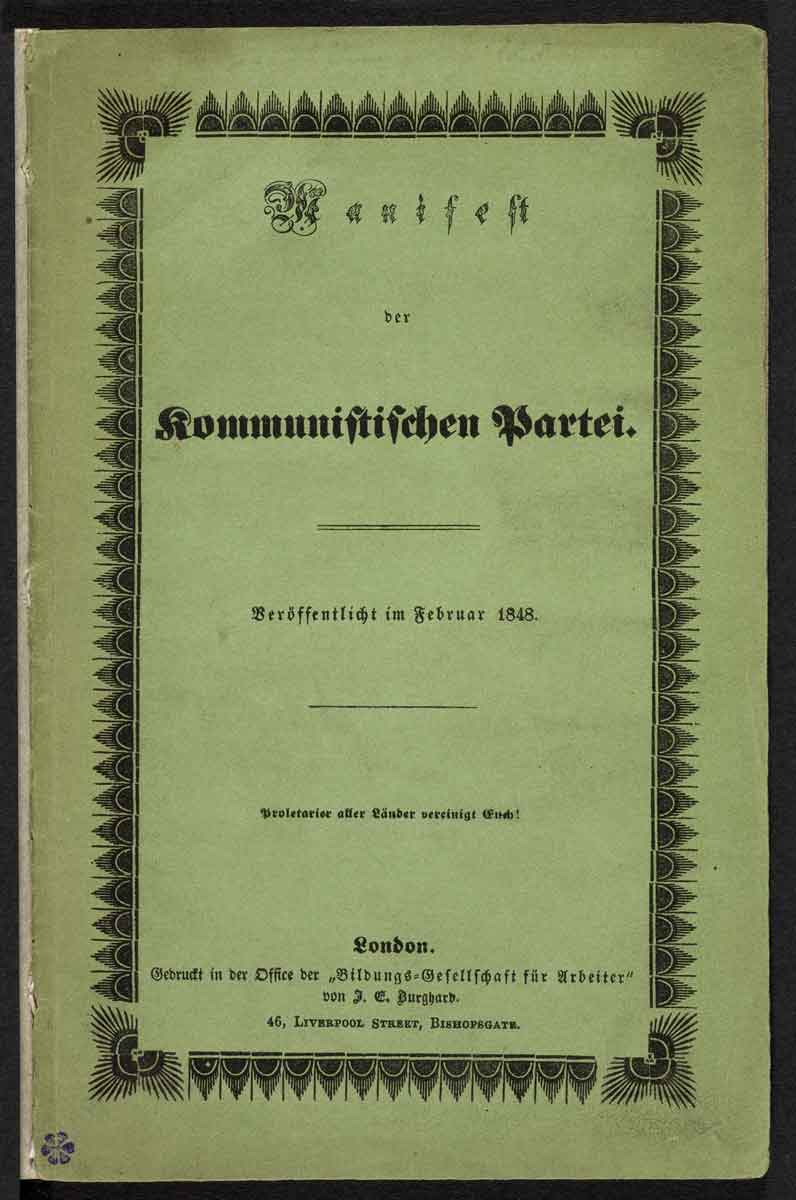 Manifest
der
Kommunistischen Partei.
Veröffentlicht im Februar 1848.
Proletarier aller Länder vereinigt Euch!
London.
Gedruckt in der Office der „Bildungs-Gesellschaft für Arbeiter"
von J. E. Burghard.
46, LIVERPOOL STREET, BISHOPSGATE.